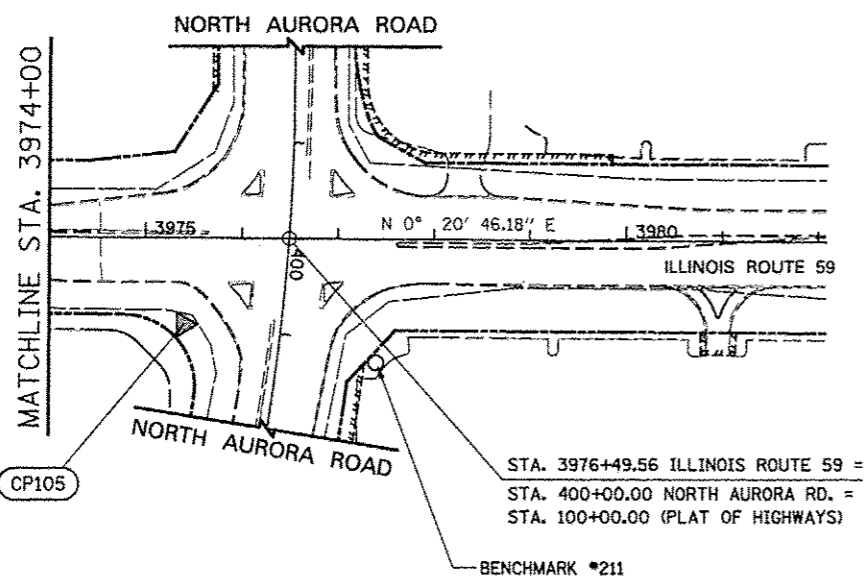 NORTH AURORA ROAD
MATCHLINE STA. 3974+00
3975
N 0° 20' 46.18" E
3980
400
ILLINOIS ROUTE 59
NORTH AURORA ROAD
CP105
STA. 3976+49.56 ILLINOIS ROUTE 59 =
STA. 400+00.00 NORTH AURORA RD. =
STA. 100+00.00 (PLAT OF HIGHWAYS)
BENCHMARK #211